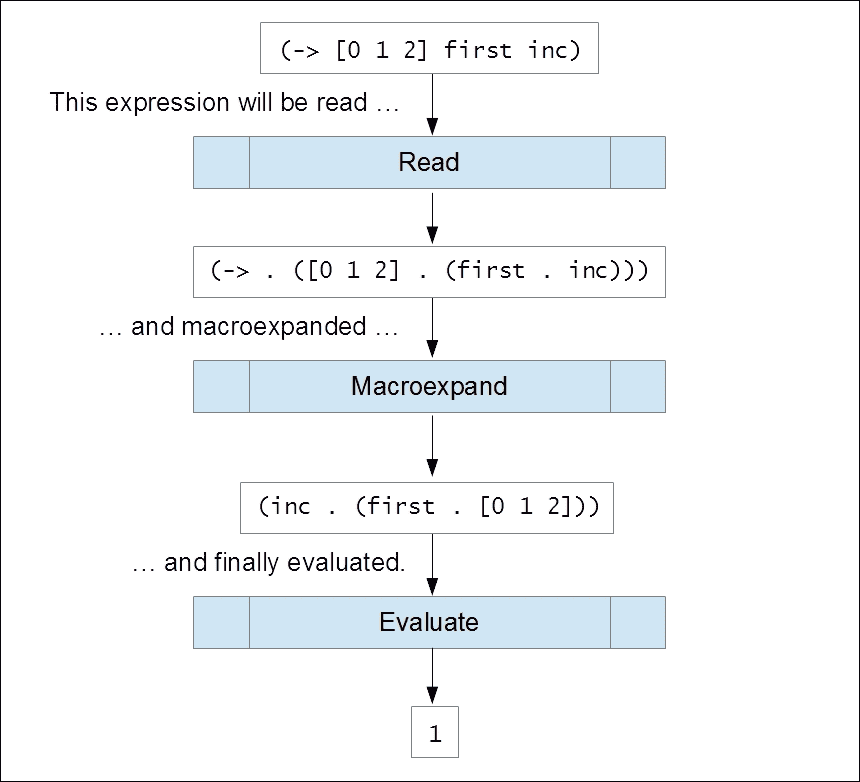 (-> [0 1 2] first inc)
This expression will be read …
Read
(-> . ([0 1 2] . (first . inc)))
… and macroexpanded …
Macroexpand
(inc . (first . [0 1 2]))
… and finally evaluated.
Evaluate
1